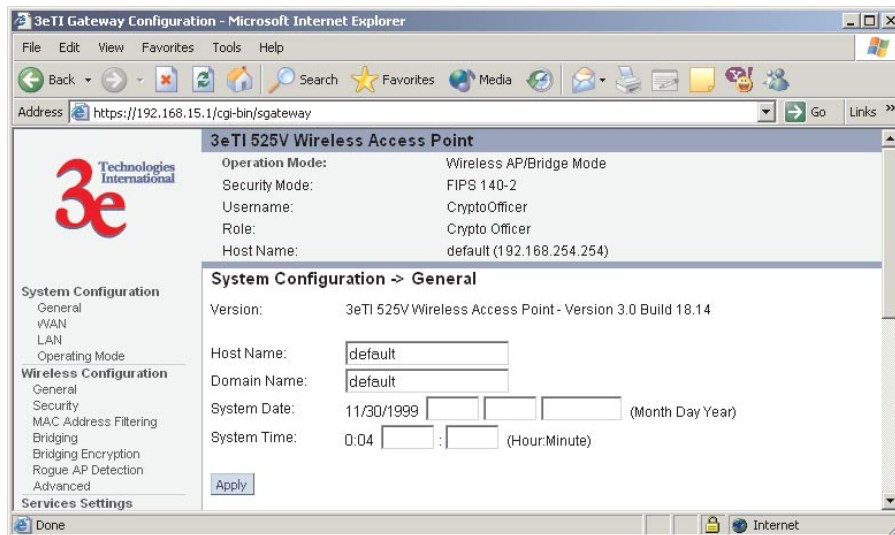 3eTI Gateway Configuration - Microsoft Internet Explorer
File Edit View Favorites Tools Help
Back Search Favorites Media
Address https://192.168.15.1/cgi-bin/sgateway Go Links »
3e Technologies International
3eTI 525V Wireless Access Point
Operation Mode: Wireless AP/Bridge Mode
Security Mode: FIPS 140-2
Username: CryptoOfficer
Role: Crypto Officer
Host Name: default (192.168.254.254)
System Configuration
General
WAN
LAN
Operating Mode
Wireless Configuration
General
Security
MAC Address Filtering
Bridging
Bridging Encryption
Rogue AP Detection
Advanced
Services Settings
System Configuration -> General
Version: 3eTI 525V Wireless Access Point - Version 3.0 Build 18.14
Host Name: default
Domain Name: default
System Date: 11/30/1999 (Month Day Year)
System Time: 0:04 : (Hour:Minute)
Apply
Done Internet